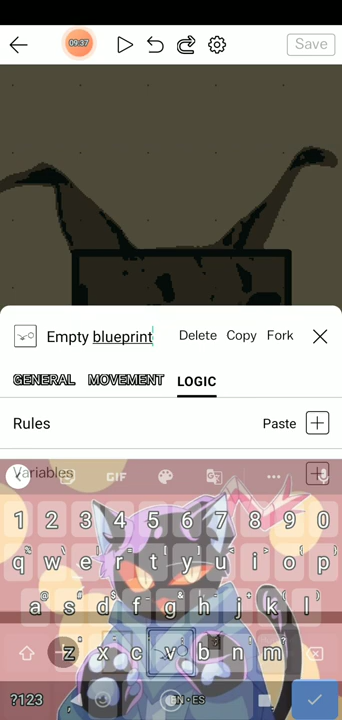 09:37
Save
Empty blueprint
Delete Copy Fork
GENERAL MOVEMENT LOGIC
Rules
Paste
Variables
GIF
1 2 3 4 5 6 7 8 9 0
q w e r t y u i o p
a s d f g h j k l
z x c v b n m
?123
EN • ES